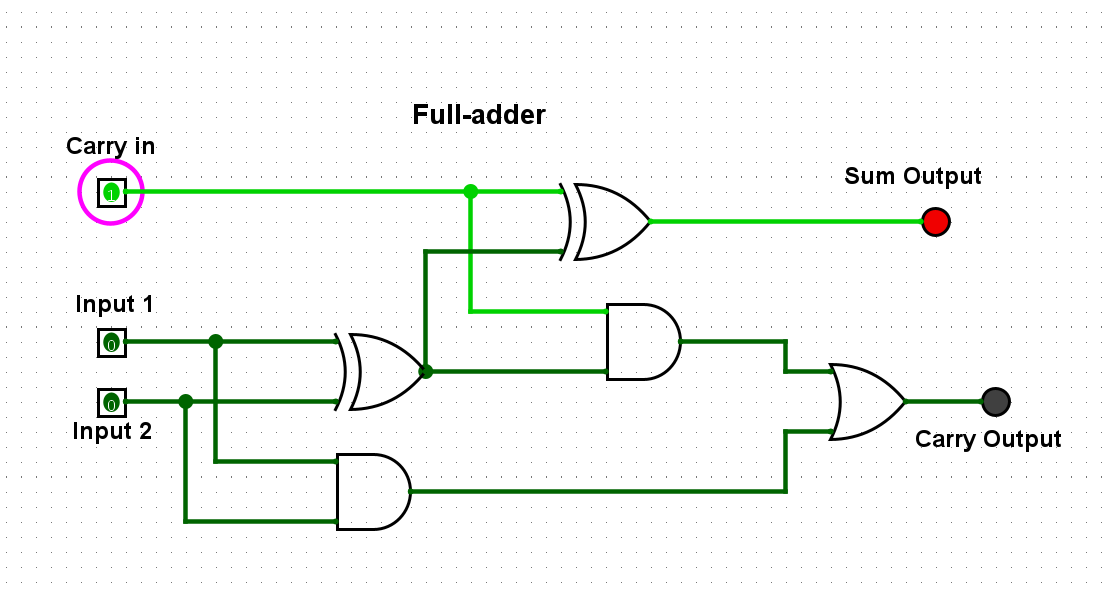 Full-adder
Carry in
1
Sum Output
Input 1
0
0
Input 2
Carry Output